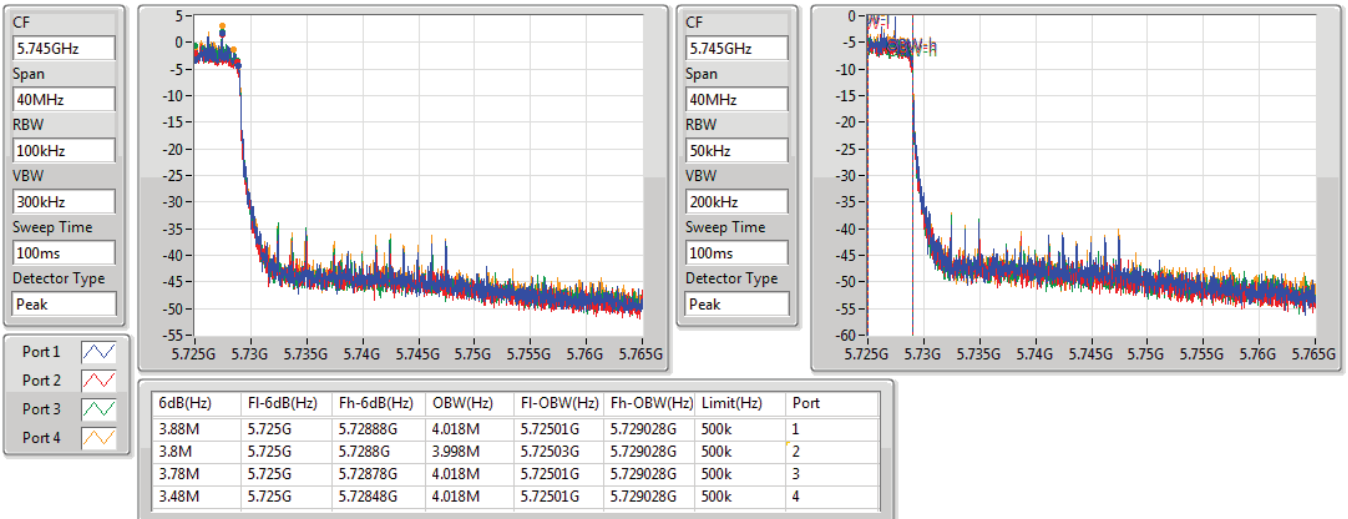 CF
5.745GHz
Span
40MHz
RBW
100kHz
VBW
300kHz
Sweep Time
100ms
Detector Type
Peak
5
0
-5
-10
-15
-20
-25
-30
-35
-40
-45
-50
-55
5.725G 5.73G 5.735G 5.74G 5.745G 5.75G 5.755G 5.76G 5.765G
CF
5.745GHz
Span
40MHz
RBW
50kHz
VBW
200kHz
Sweep Time
100ms
Detector Type
Peak
0
-5
-10
-15
-20
-25
-30
-35
-40
-45
-50
-55
-60
5.725G 5.73G 5.735G 5.74G 5.745G 5.75G 5.755G 5.76G 5.765G
Port 1
Port 2
Port 3
Port 4
6dB(Hz) Fl-6dB(Hz) Fh-6dB(Hz) OBW(Hz) Fl-OBW(Hz) Fh-OBW(Hz) Limit(Hz) Port
3.88M 5.725G 5.72888G 4.018M 5.72501G 5.729028G 500k 1
3.8M 5.725G 5.7288G 3.998M 5.72503G 5.729028G 500k 2
3.78M 5.725G 5.72878G 4.018M 5.72501G 5.729028G 500k 3
3.48M 5.725G 5.72848G 4.018M 5.72501G 5.729028G 500k 4